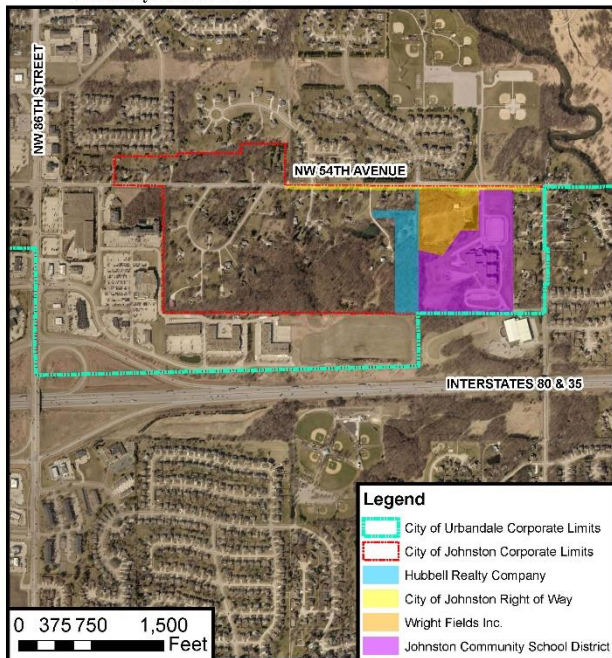 NW 86TH STREET
NW 54TH AVENUE
INTERSTATES 80 & 35
Legend
City of Urbandale Corporate Limits
City of Johnston Corporate Limits
Hubbell Realty Company
City of Johnston Right of Way
Wright Fields Inc.
Johnston Community School District
0 375 750 1,500
Feet